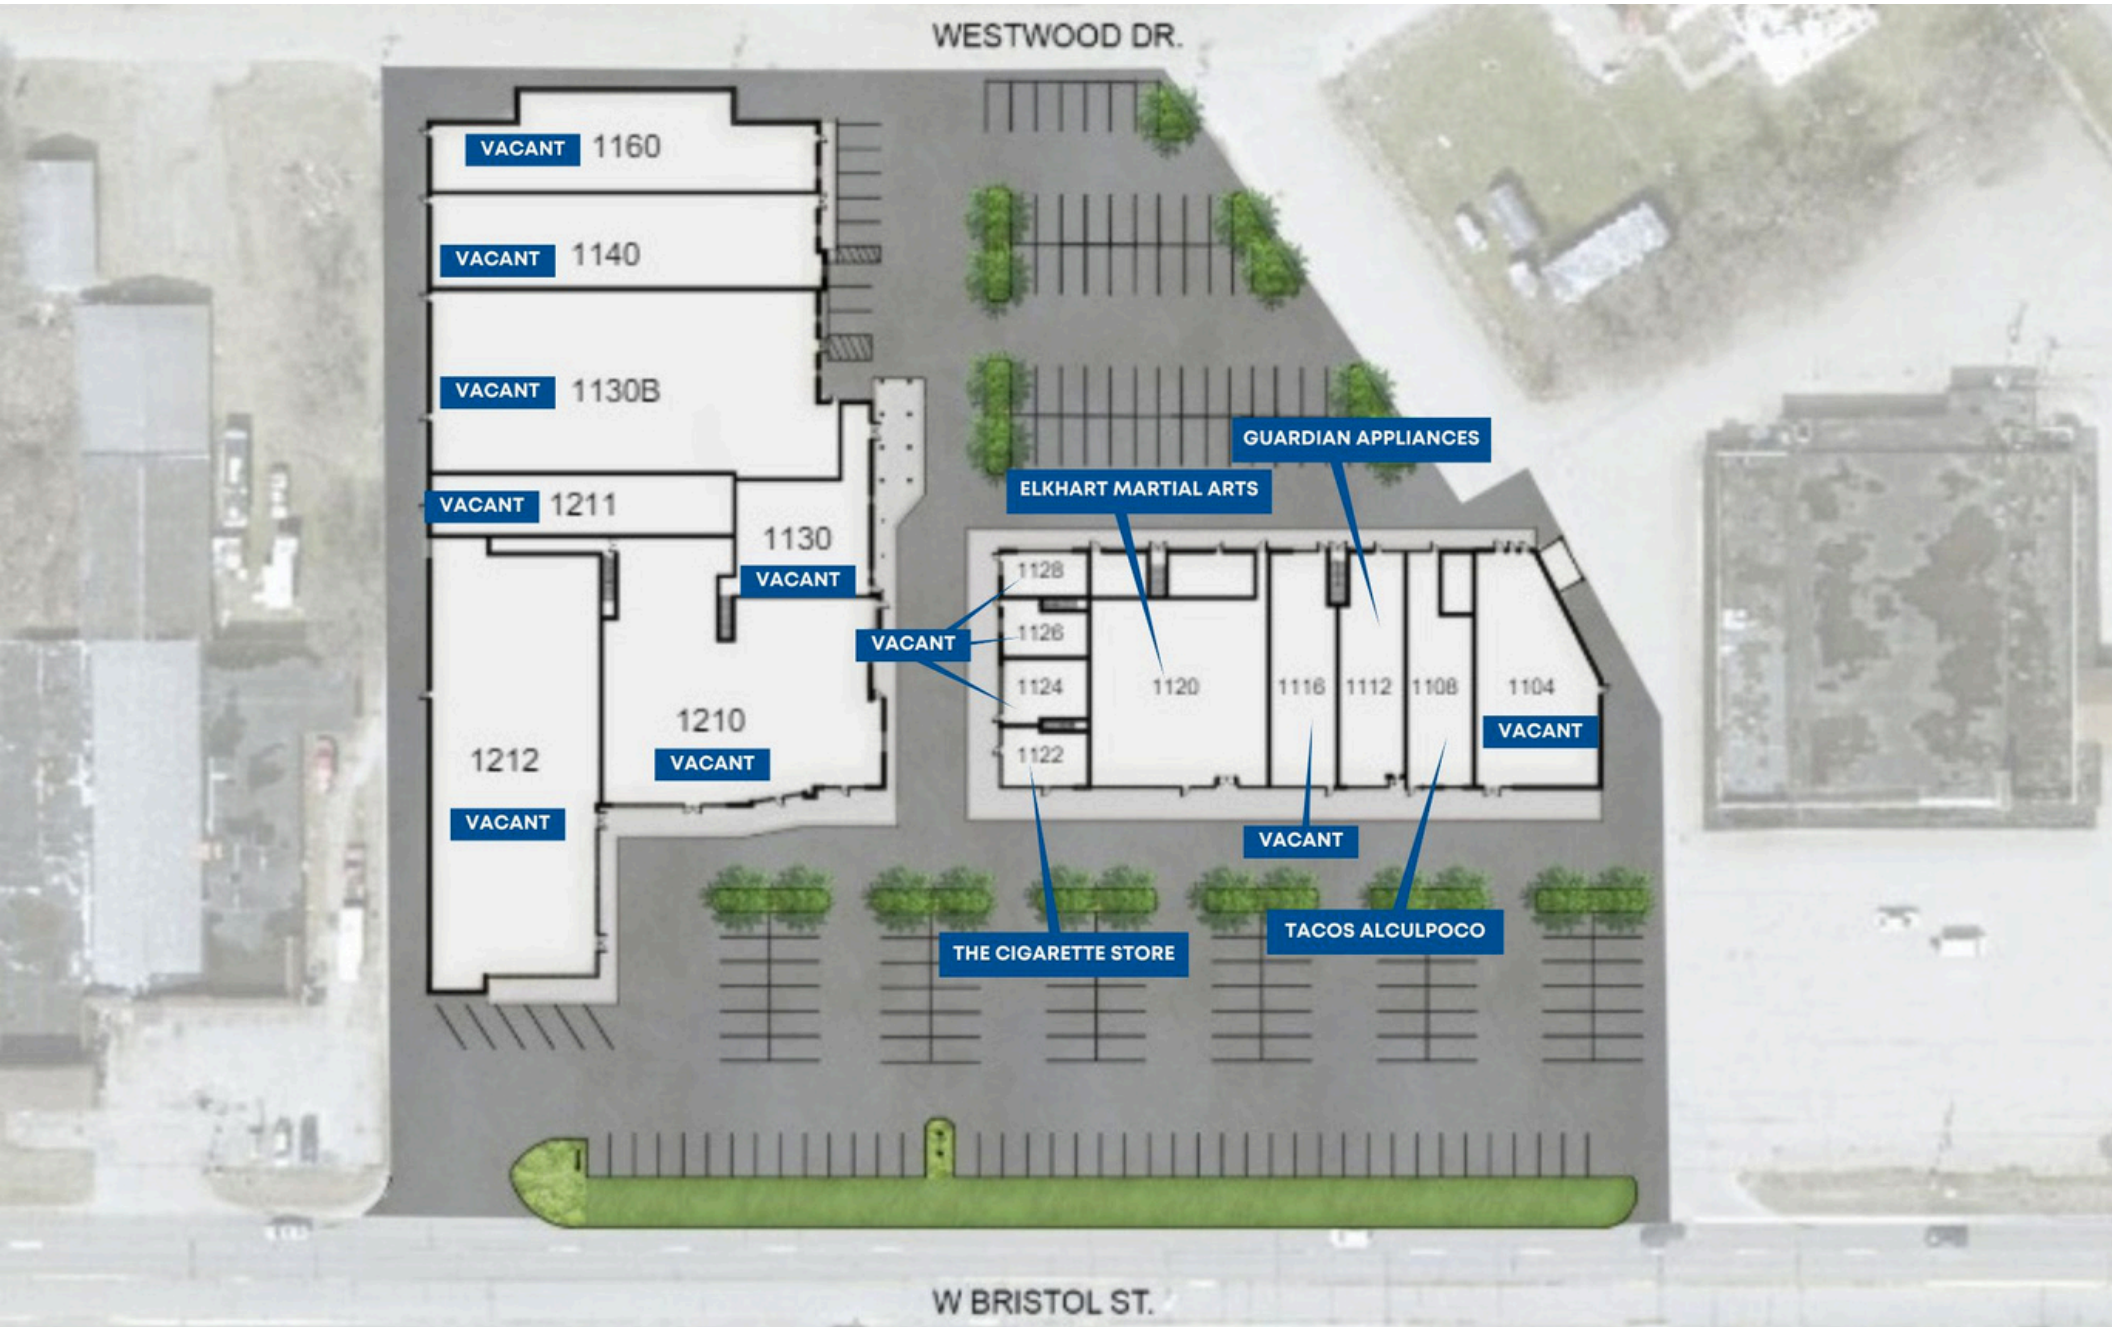 WESTWOOD DR.
VACANT 1160
VACANT 1140
VACANT 1130B
GUARDIAN APPLIANCES
ELKHART MARTIAL ARTS
VACANT 1211
1130
VACANT
1128
1126
VACANT
1124
1120
1116
1112
1108
1104
VACANT
1210
VACANT
1122
1212
VACANT
VACANT
TACOS ALCULPOCO
THE CIGARETTE STORE
W BRISTOL ST.